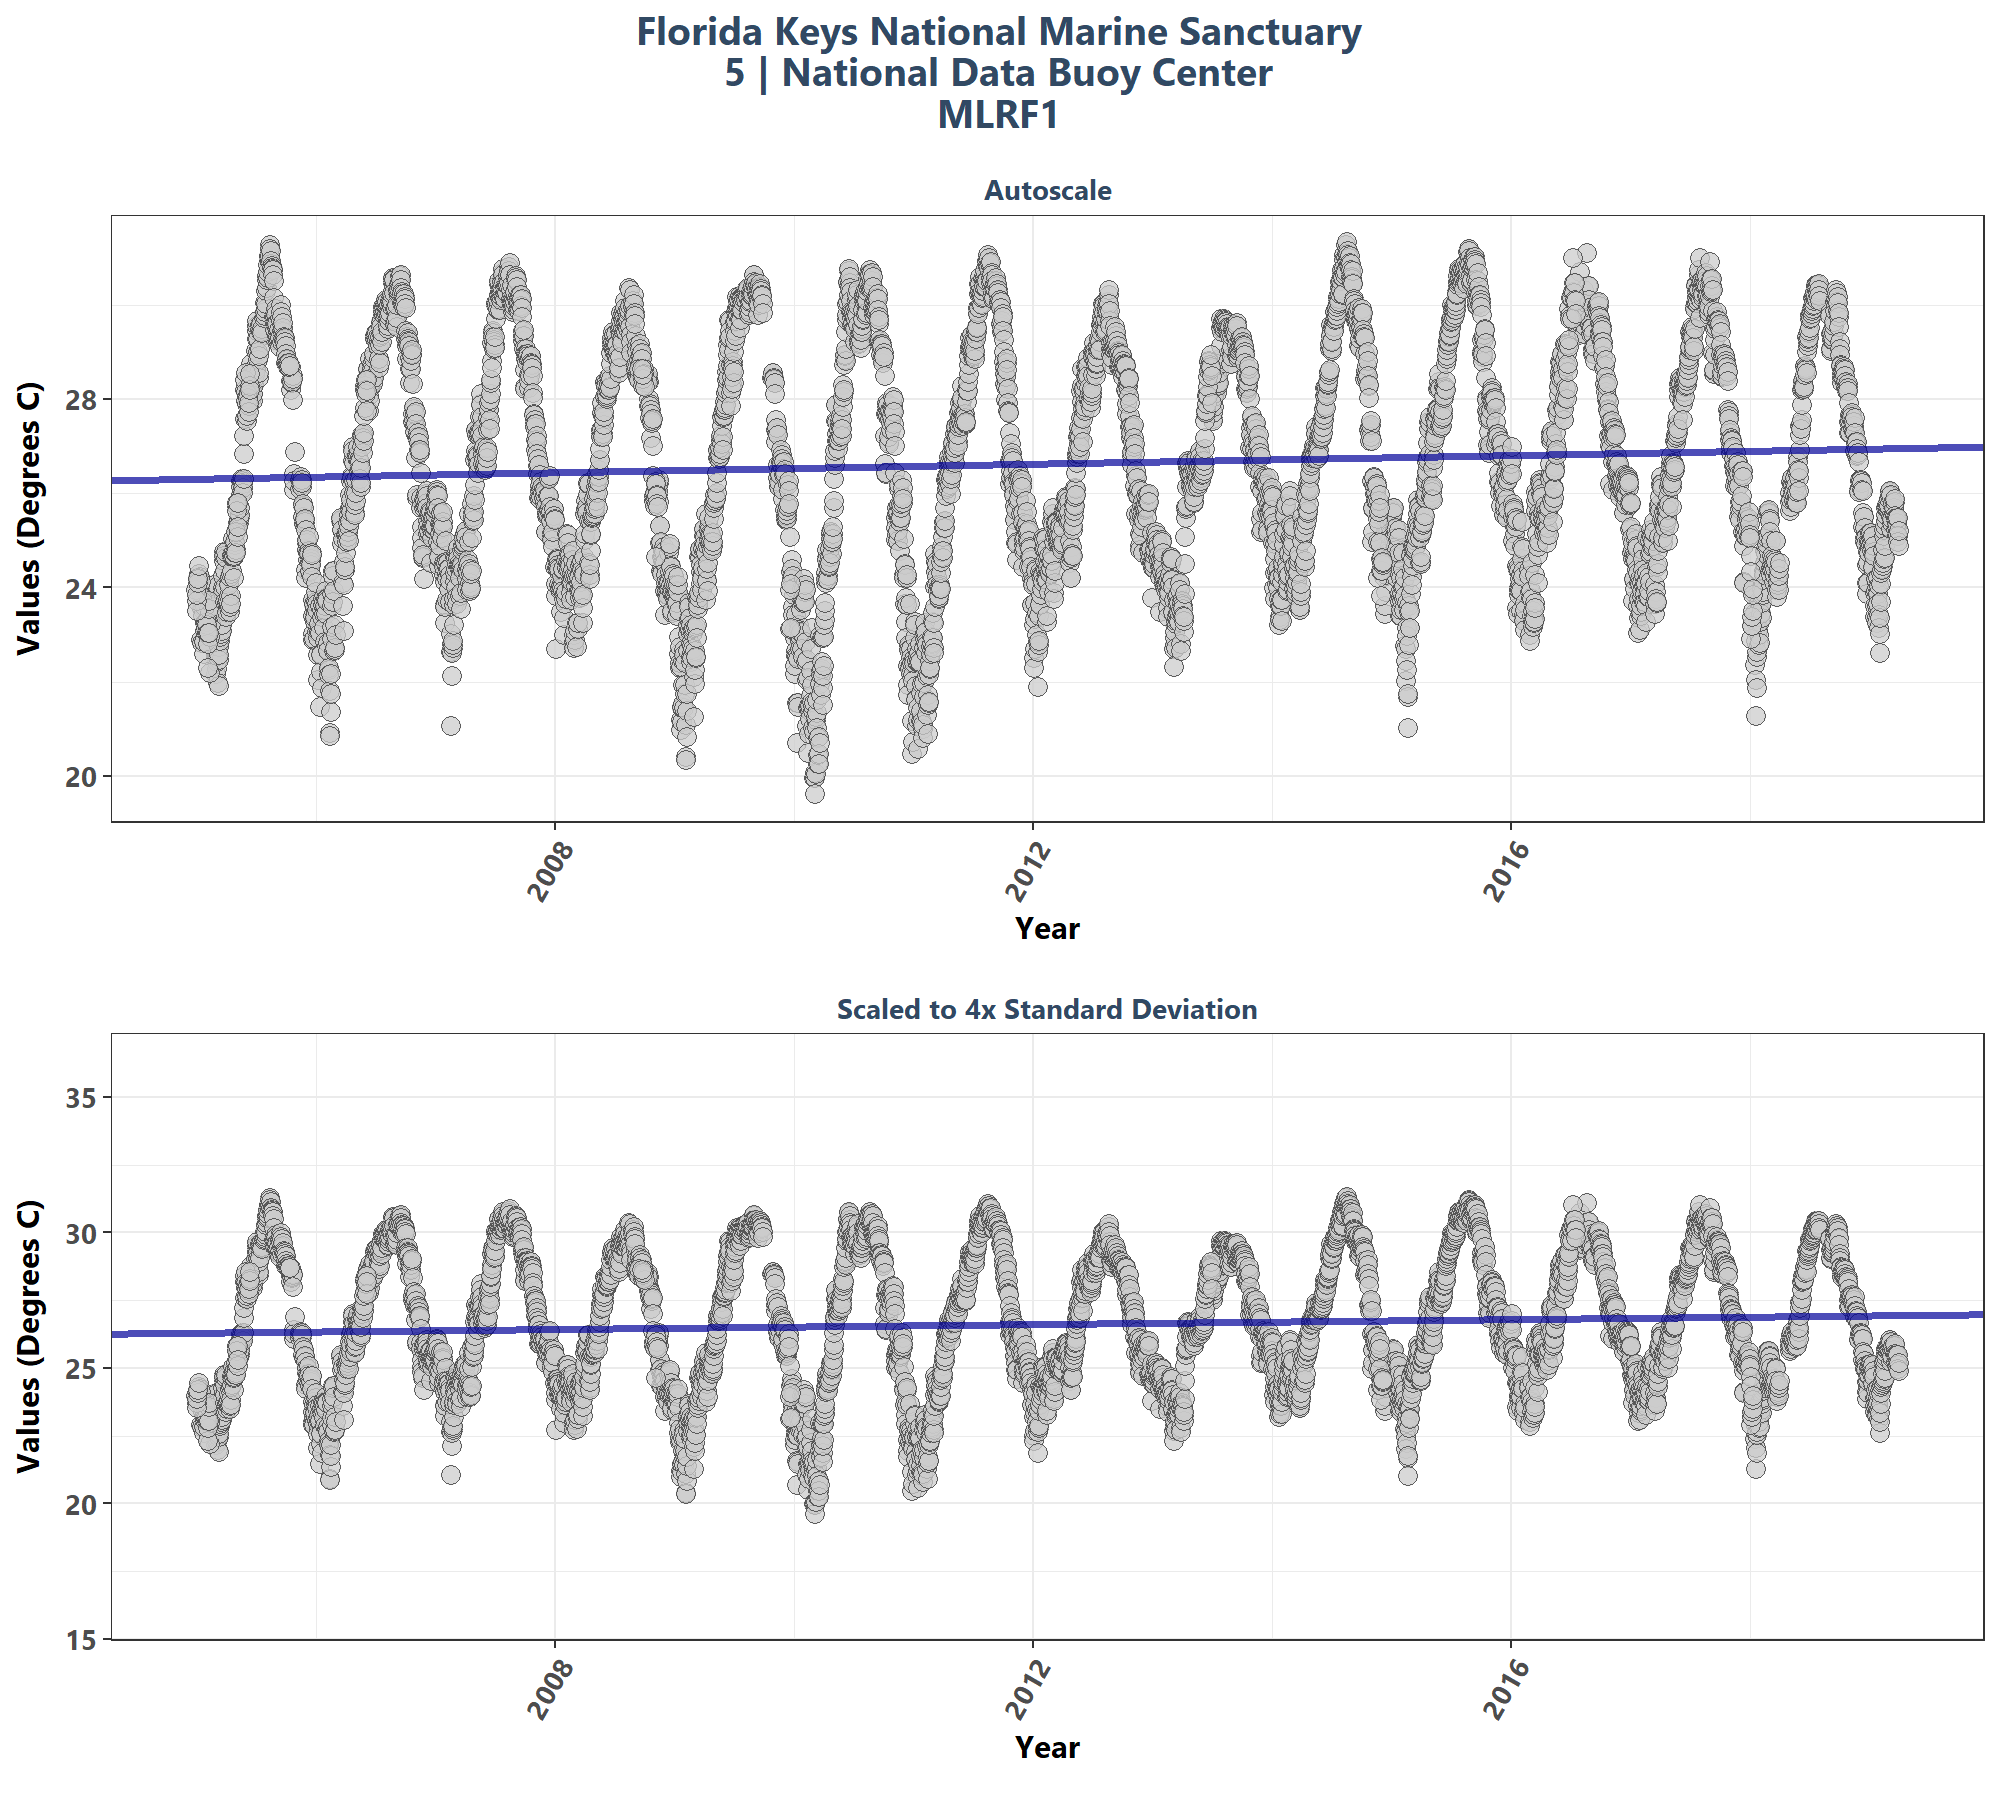 Florida Keys National Marine Sanctuary
5 | National Data Buoy Center
MLRF1
Autoscale
Values (Degrees C)
28
24
20
2008
2012
2016
Year
Scaled to 4x Standard Deviation
Values (Degrees C)
35
30
25
20
15
2008
2012
2016
Year